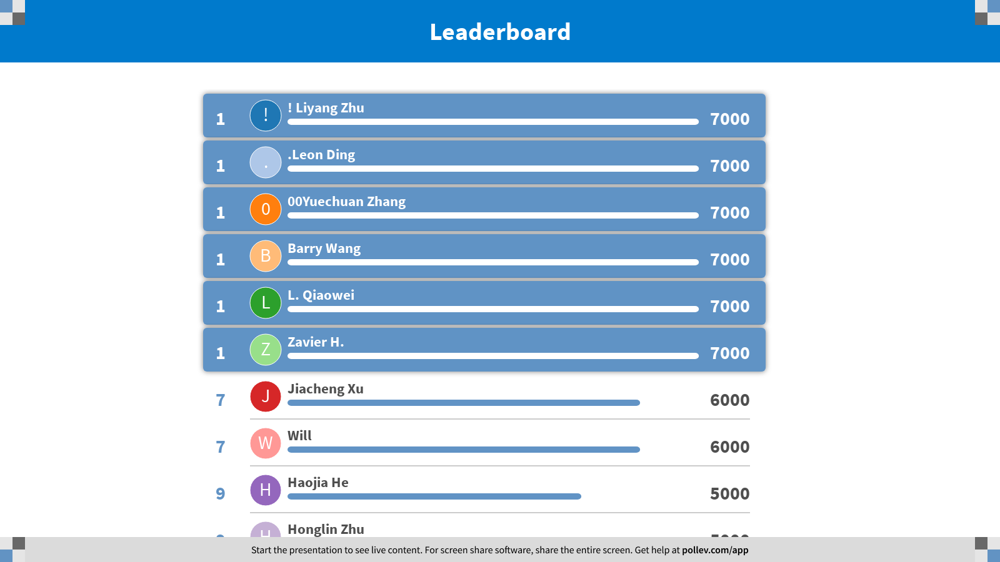 Leaderboard
1 ! ! Liyang Zhu 7000
1 . .Leon Ding 7000
1 0 00Yuechuan Zhang 7000
1 B Barry Wang 7000
1 L L. Qiaowei 7000
1 Z Zavier H. 7000
7 J Jiacheng Xu 6000
7 W Will 6000
9 H Haojia He 5000
H Honglin Zhu
Start the presentation to see live content. For screen share software, share the entire screen. Get help at pollev.com/app